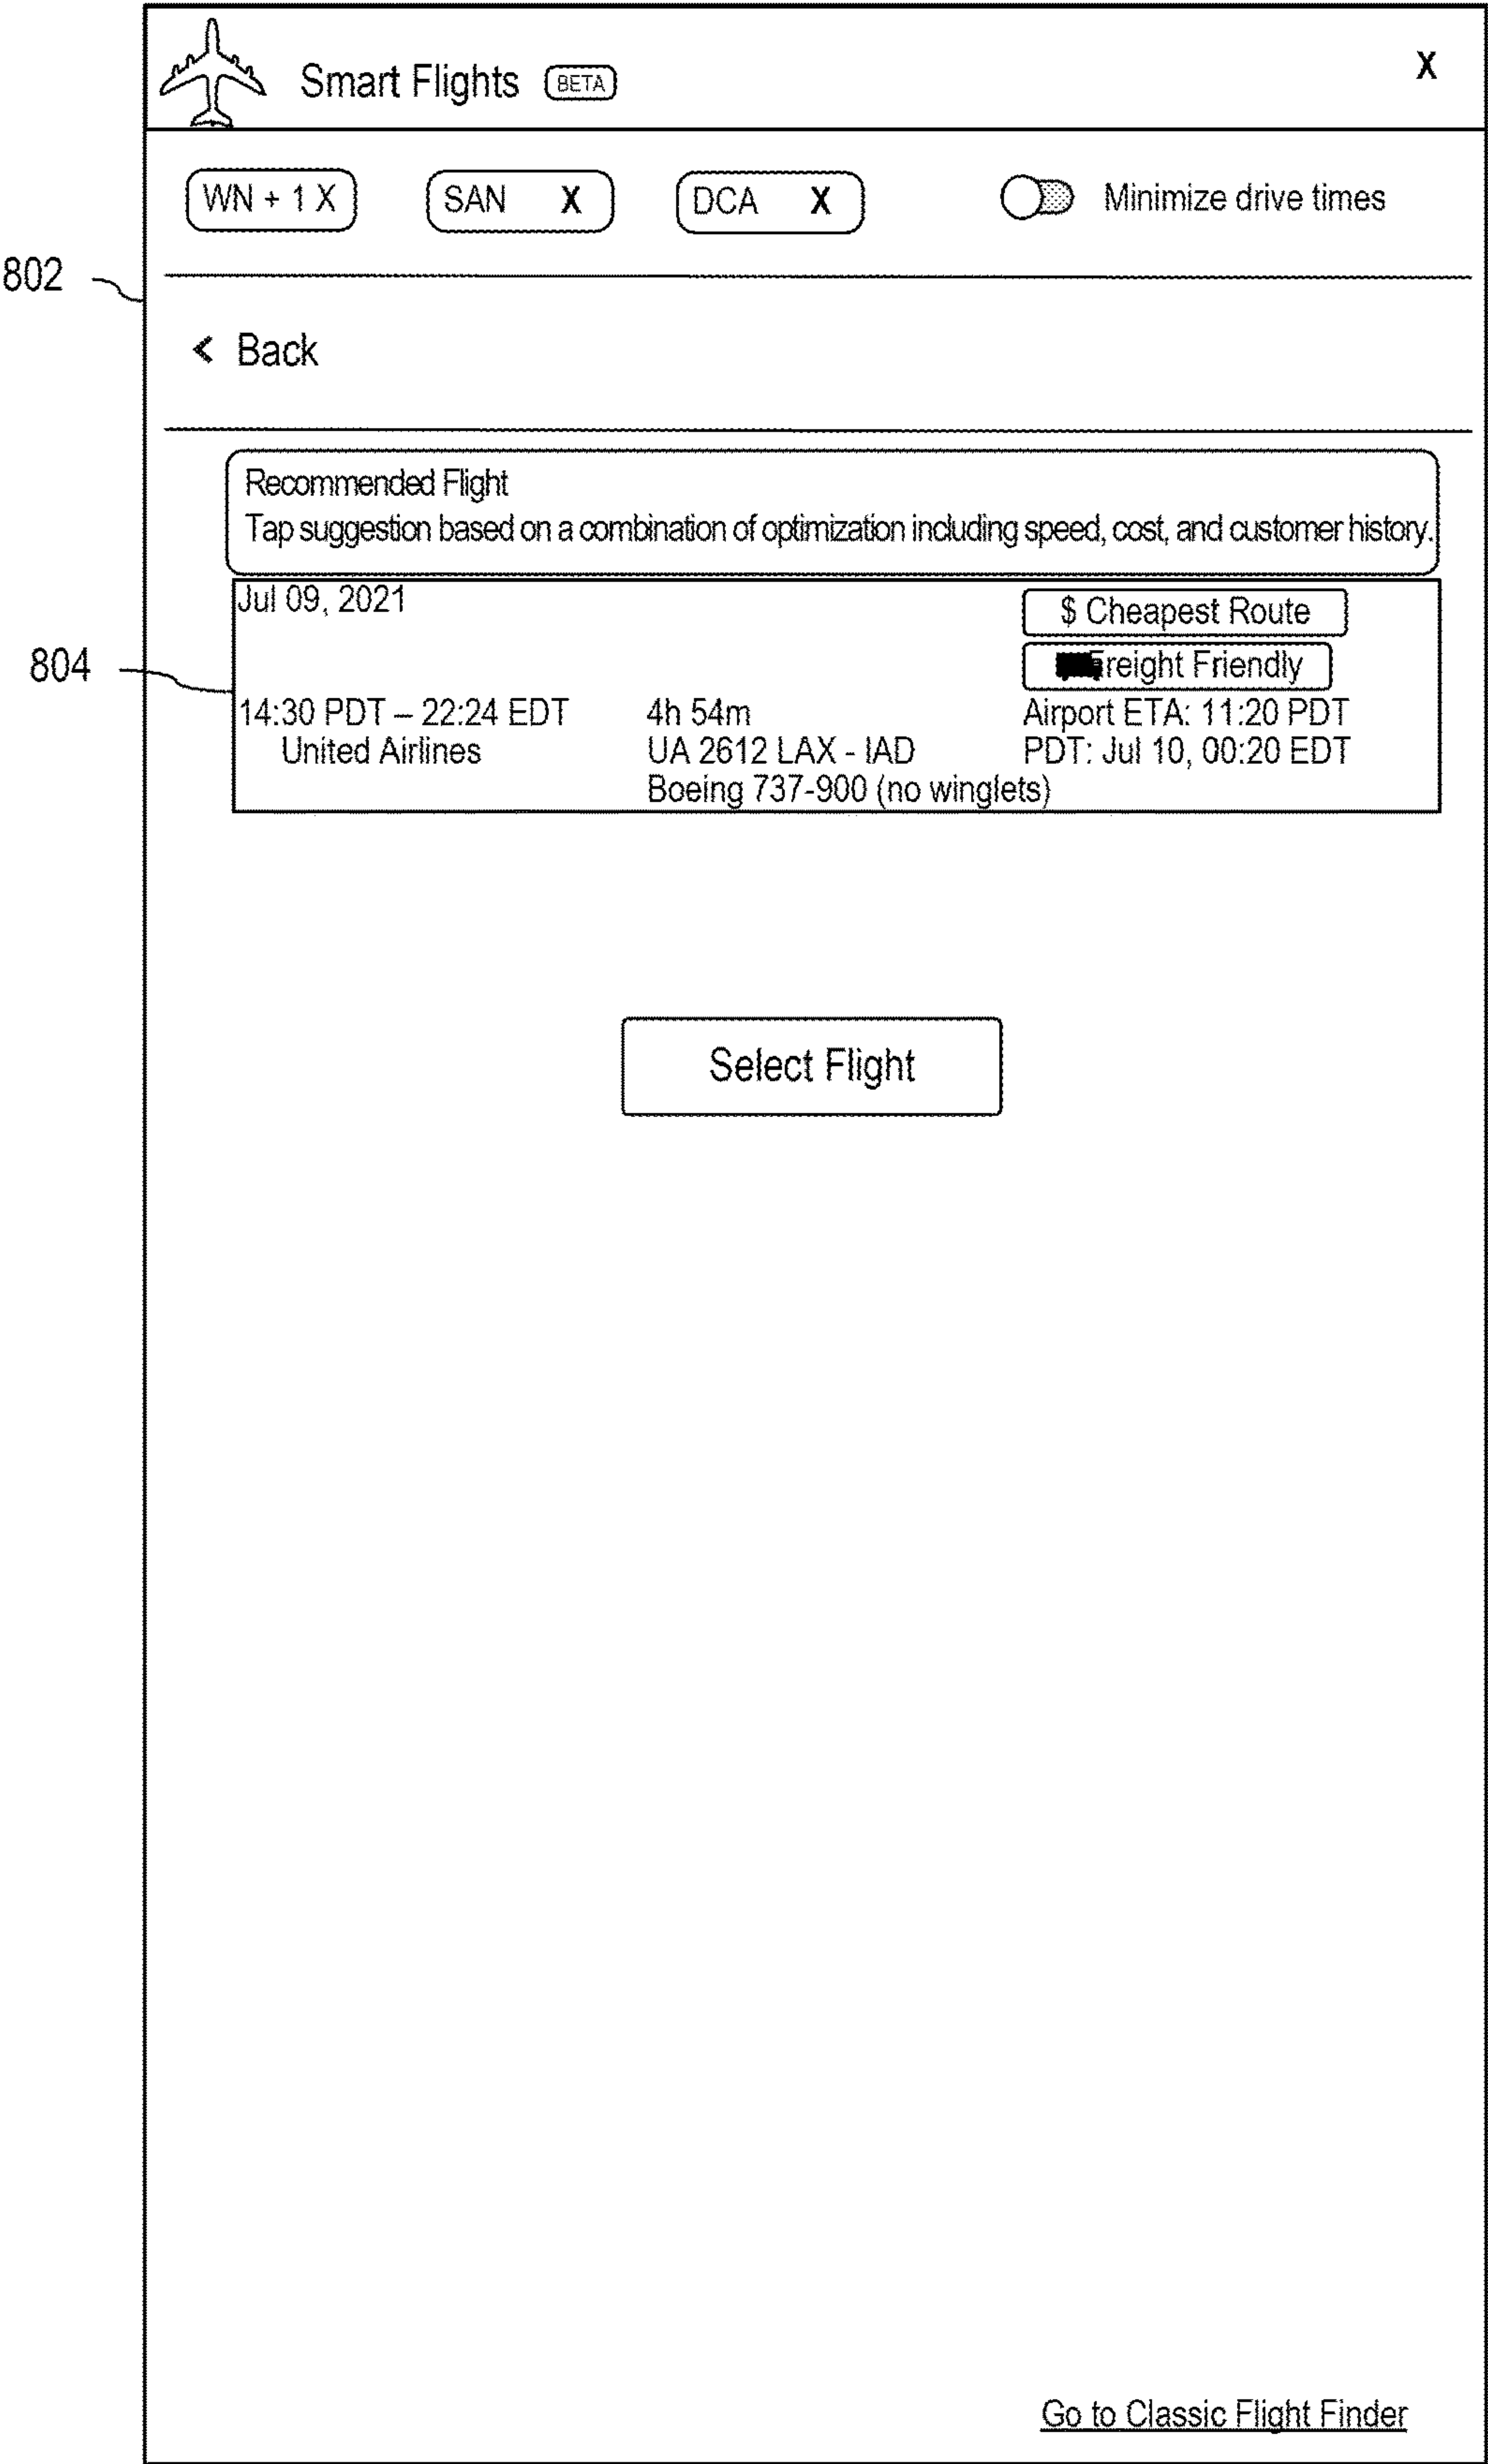 Smart Flights BETA X
WN + 1 X SAN X DCA X Minimize drive times
802
< Back
Recommended Flight
Tap suggestion based on a combination of optimization including speed, cost, and customer history.
Jul 09, 2021 $ Cheapest Route
804
Freight Friendly
14:30 PDT – 22:24 EDT 4h 54m Airport ETA: 11:20 PDT
United Airlines UA 2612 LAX - IAD PDT: Jul 10, 00:20 EDT
Boeing 737-900 (no winglets)
Select Flight
Go to Classic Flight Finder